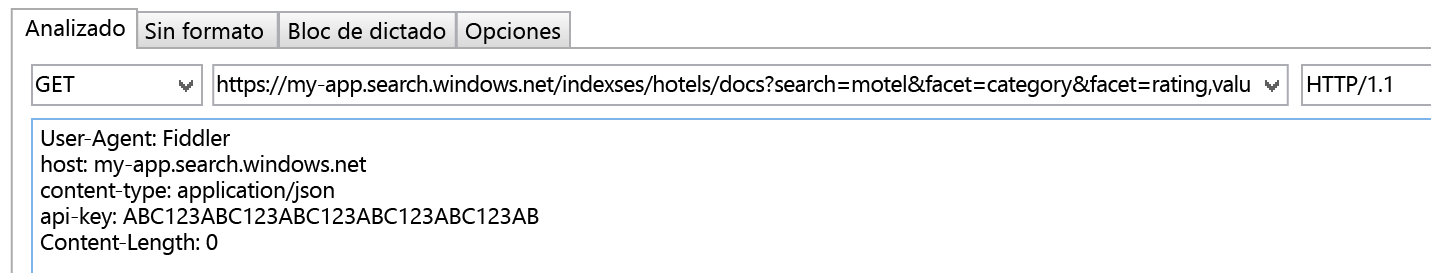 Analizado Sin formato Bloc de dictado Opciones
GET https://my-app.search.windows.net/indexses/hotels/docs?search=motel&facet=category&facet=rating,valu HTTP/1.1
User-Agent: Fiddler
host: my-app.search.windows.net
content-type: application/json
api-key: ABC123ABC123ABC123ABC123ABC123AB
Content-Length: 0